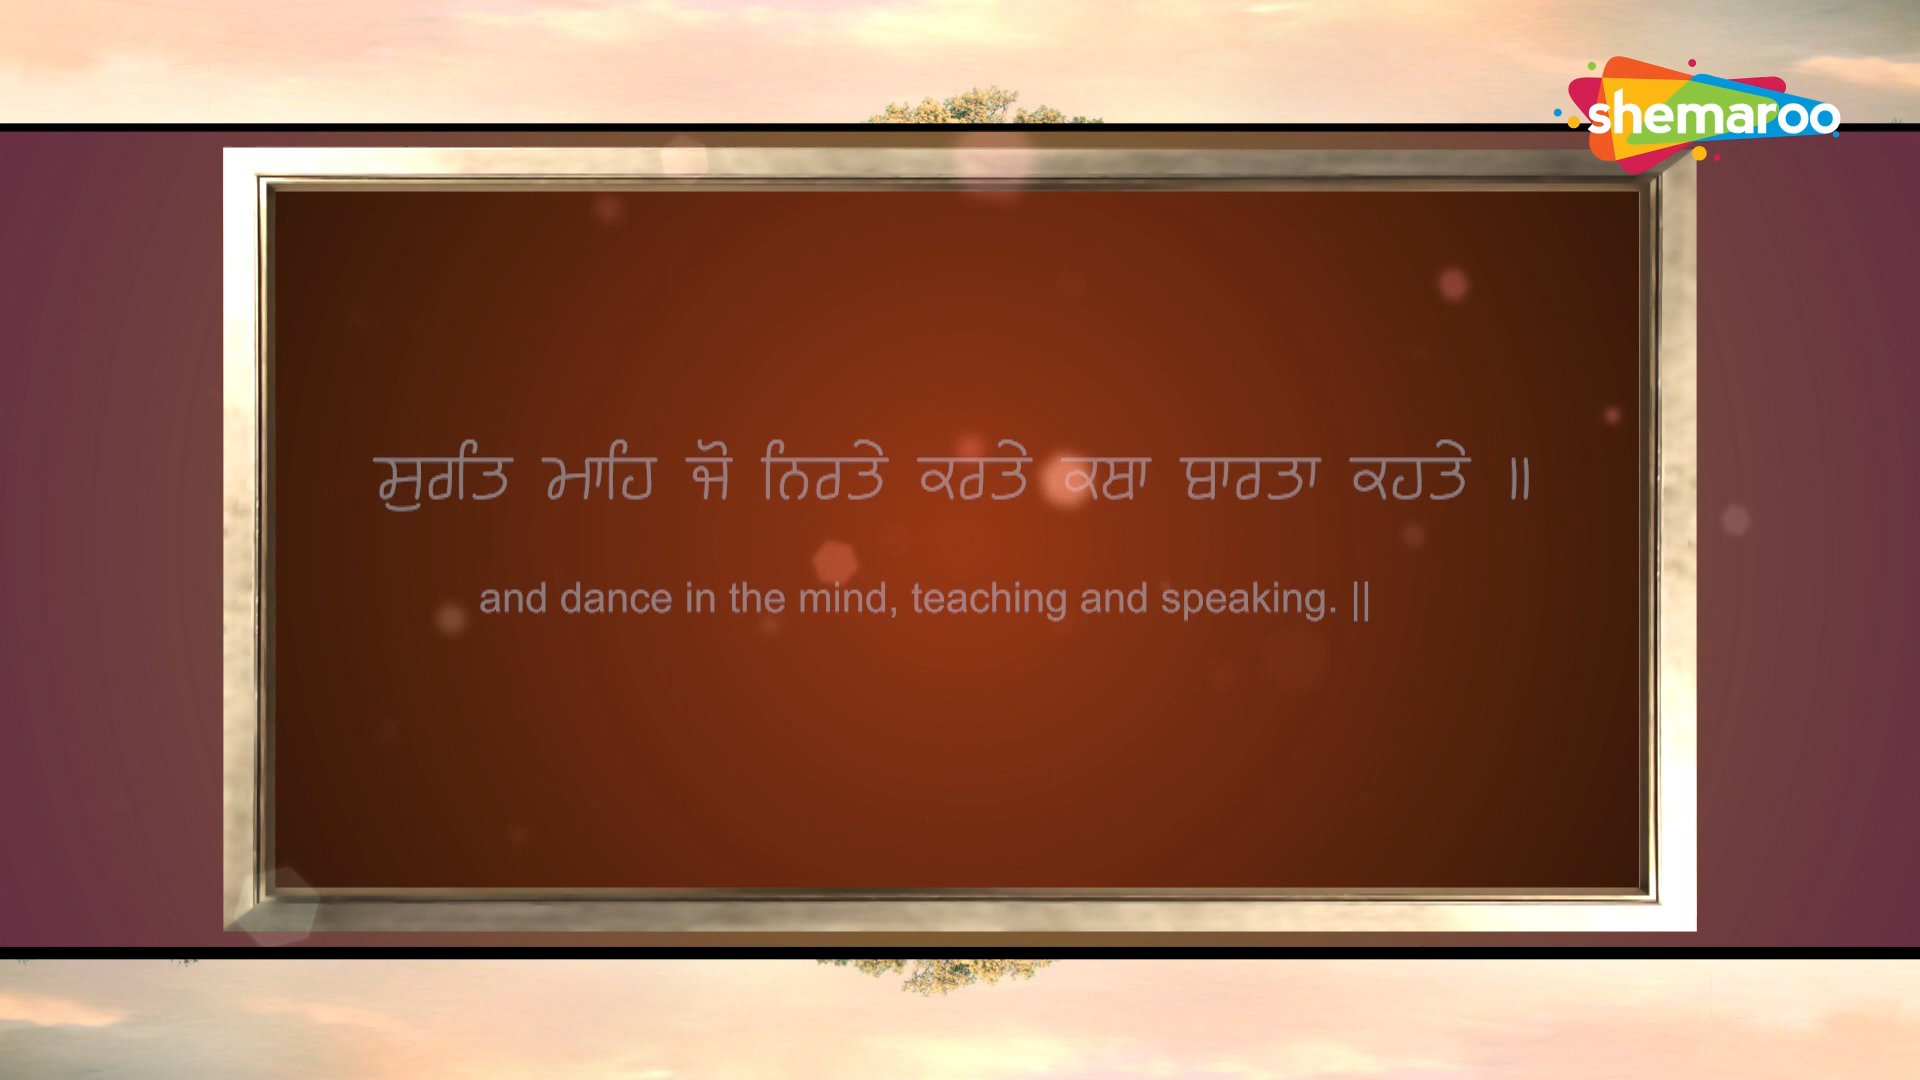 shemaroo
ਸੁਰਤਿ ਮਾਹਿ ਜੋ ਨਿਰਤੇ ਕਰਤੇ ਕਥਾ ਬਾਰਤਾ ਕਹਤੇ ॥
and dance in the mind, teaching and speaking. ||